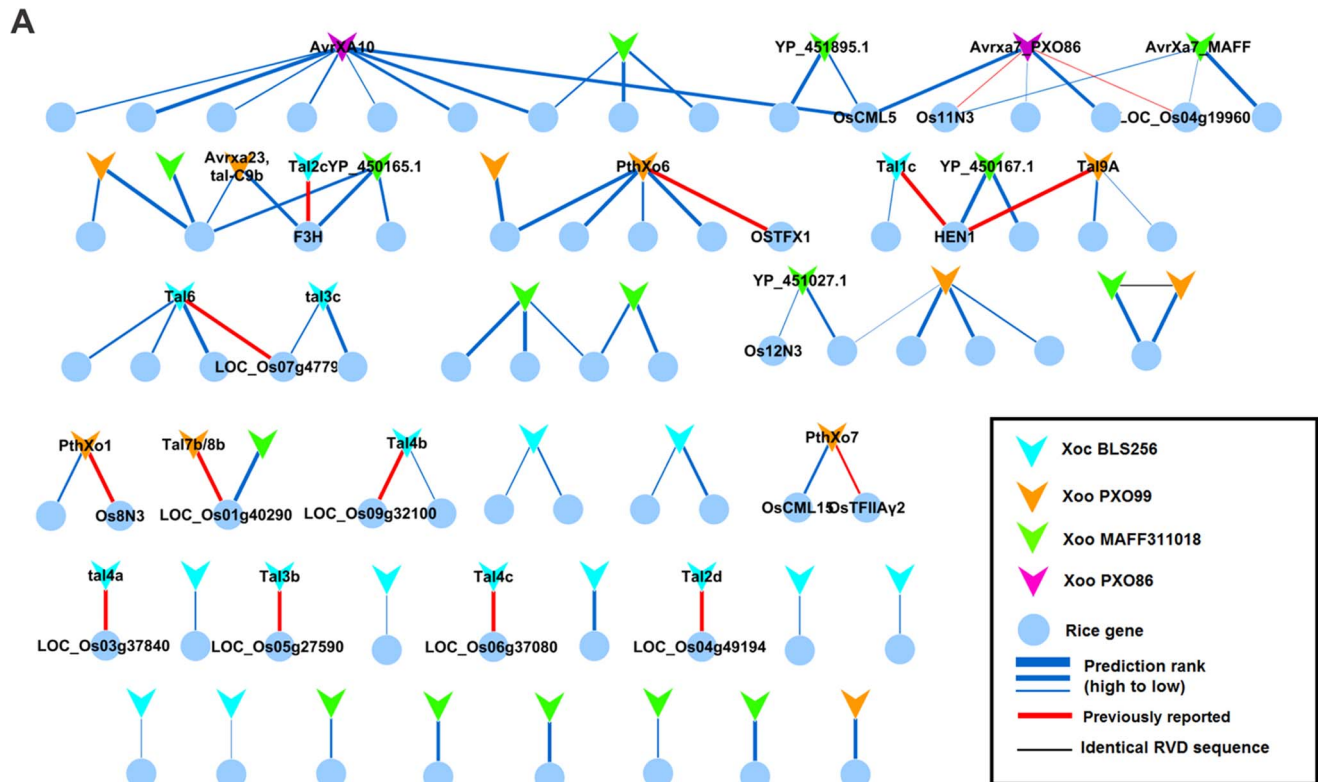 A
AvrXA10
YP_451895.1
Avrxa7_PXO86
AvrXa7_MAFF
OsCML5
Os11N3
LOC_Os04g19960
Avrxa23,
tal-C9b
Tal2c
YP_450165.1
PthXo6
Tal1c
YP_450167.1
Tal9A
F3H
OSTFX1
HEN1
Tal6
tal3c
YP_451027.1
LOC_Os07g4779
Os12N3
PthXo1
Tal7b/8b
Tal4b
PthXo7
Os8N3
LOC_Os01g40290
LOC_Os09g32100
OsCML15
OsTFIIAγ2
tal4a
Tal3b
Tal4c
Tal2d
LOC_Os03g37840
LOC_Os05g27590
LOC_Os06g37080
LOC_Os04g49194
Xoc BLS256
Xoo PXO99
Xoo MAFF311018
Xoo PXO86
Rice gene
Prediction rank
(high to low)
Previously reported
Identical RVD sequence